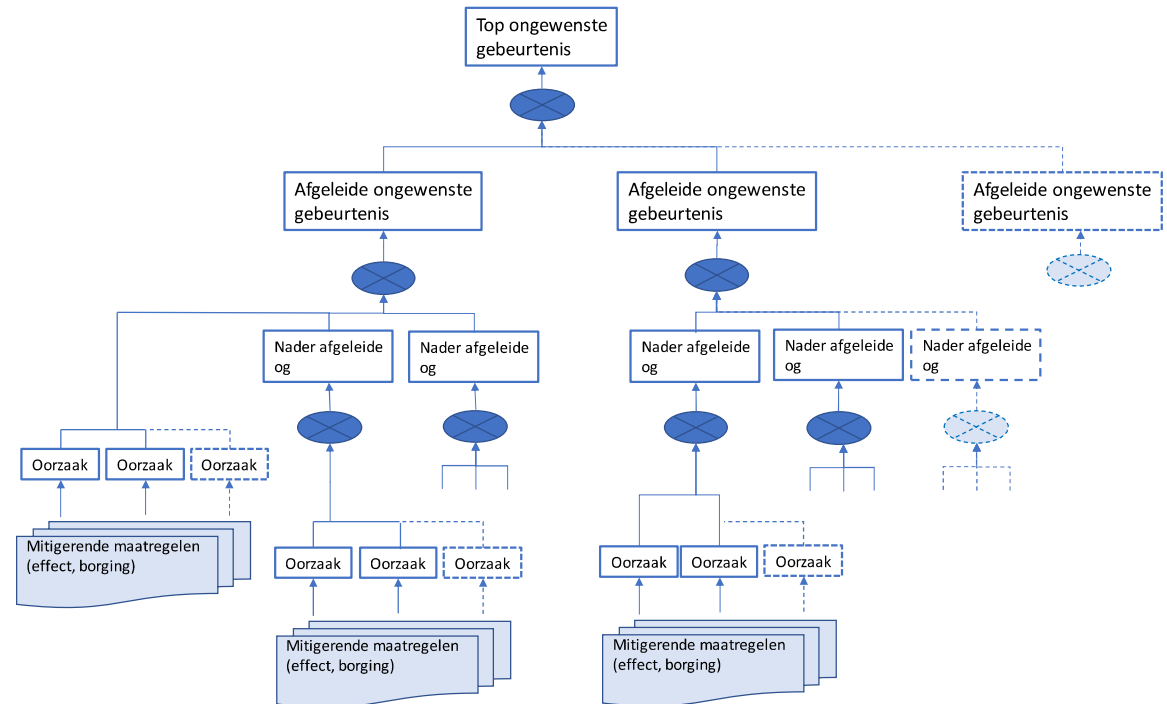 Top ongewenste
gebeurtenis
Afgeleide ongewenste
gebeurtenis
Afgeleide ongewenste
gebeurtenis
Afgeleide ongewenste
gebeurtenis
Nader afgeleide
og
Nader afgeleide
og
Nader afgeleide
og
Nader afgeleide
og
Nader afgeleide
og
Oorzaak
Oorzaak
Oorzaak
Mitigerende maatregelen
(effect, borging)
Oorzaak
Oorzaak
Oorzaak
Oorzaak
Oorzaak
Oorzaak
Mitigerende maatregelen
(effect, borging)
Mitigerende maatregelen
(effect, borging)